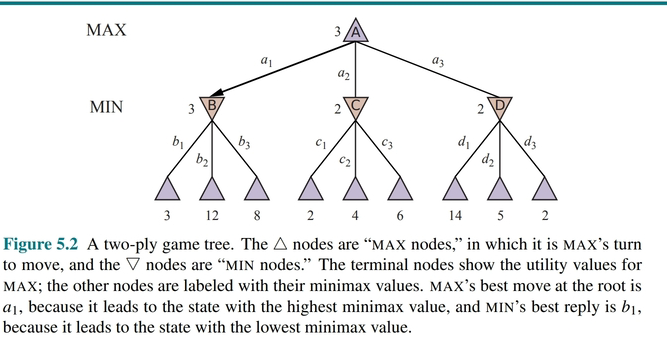 MAX
3 A
a1
a2
a3
MIN
3 B
2 C
2 D
b1
b2
b3
c1
c2
c3
d1
d2
d3
3 12 8 2 4 6 14 5 2
Figure 5.2 A two-ply game tree. The △ nodes are “MAX nodes,” in which it is MAX’s turn
to move, and the ▽ nodes are “MIN nodes.” The terminal nodes show the utility values for
MAX; the other nodes are labeled with their minimax values. MAX’s best move at the root is
a1, because it leads to the state with the highest minimax value, and MIN’s best reply is b1,
because it leads to the state with the lowest minimax value.